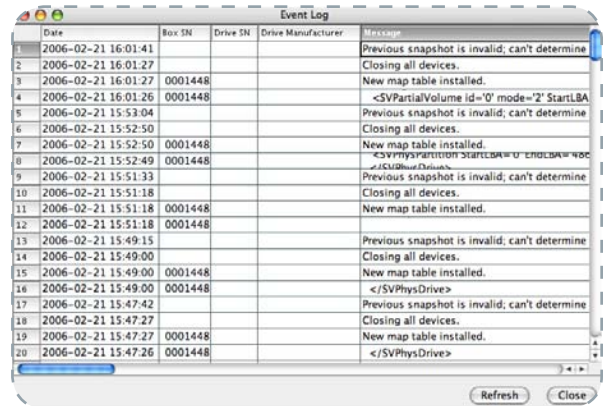 Event Log
Date Box SN Drive SN Drive Manufacturer Message
1 2006-02-21 16:01:41 Previous snapshot is invalid; can't determine
2 2006-02-21 16:01:27 Closing all devices.
3 2006-02-21 16:01:27 0001448 New map table installed.
4 2006-02-21 16:01:26 0001448 <SVPartialVolume id='0' mode='2' StartLBA
5 2006-02-21 15:53:04 Previous snapshot is invalid; can't determine
6 2006-02-21 15:52:50 Closing all devices.
7 2006-02-21 15:52:50 0001448 New map table installed.
8 2006-02-21 15:52:49 0001448 <SVPhysPartition StartLBA='0' EndLBA='486
</SVPhysDrive>
9 2006-02-21 15:51:33 Previous snapshot is invalid; can't determine
10 2006-02-21 15:51:18 Closing all devices.
11 2006-02-21 15:51:18 0001448 New map table installed.
12 2006-02-21 15:51:18 0001448
13 2006-02-21 15:49:15 Previous snapshot is invalid; can't determine
14 2006-02-21 15:49:00 Closing all devices.
15 2006-02-21 15:49:00 0001448 New map table installed.
16 2006-02-21 15:49:00 0001448 </SVPhysDrive>
17 2006-02-21 15:47:42 Previous snapshot is invalid; can't determine
18 2006-02-21 15:47:27 Closing all devices.
19 2006-02-21 15:47:27 0001448 New map table installed.
20 2006-02-21 15:47:26 0001448 </SVPhysDrive>
Refresh Close